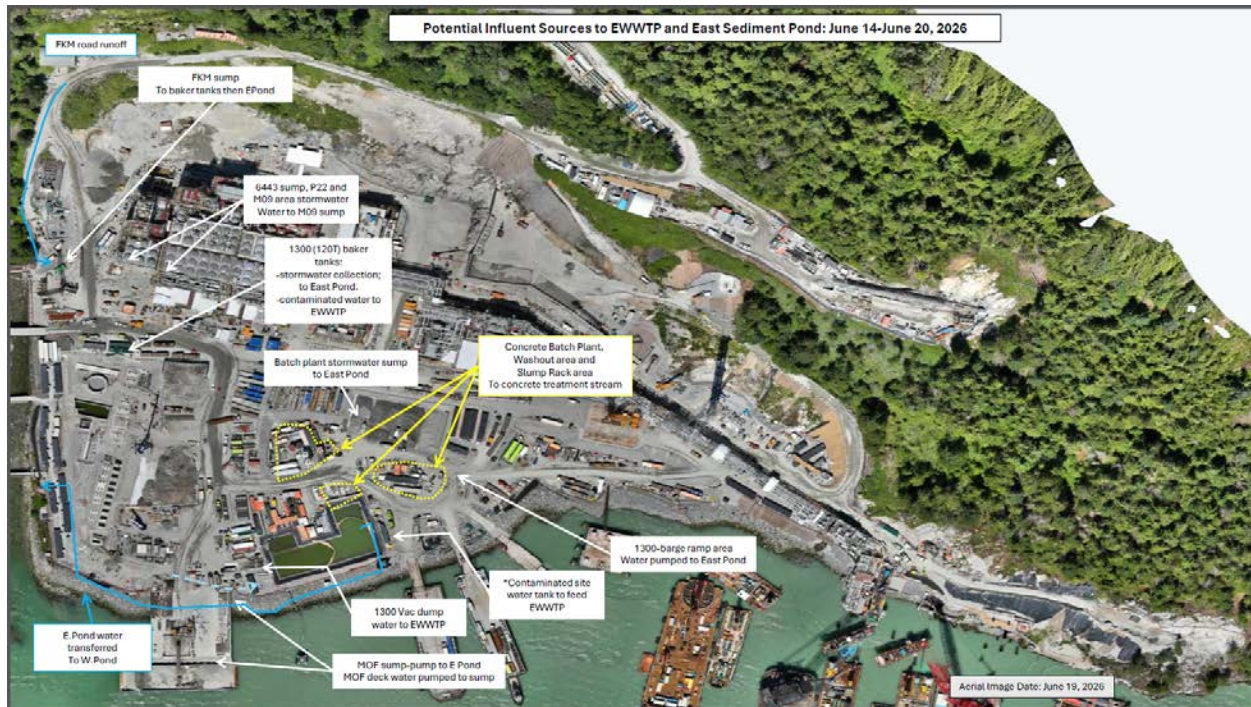 Potential Influent Sources to EWWTP and East Sediment Pond: June 14-June 20, 2026
FKM road runoff
FKM sump
To baker tanks then EPond
6443 sump, P22 and
M09 area stormwater
Water to M09 sump
1300 (120T) baker
tanks:
-stormwater collection;
to East Pond.
-contaminated water to
EWWTP
Batch plant stormwater sump
to East Pond
Concrete Batch Plant,
Washout area and
Slump Rack area
To concrete treatment stream
1300-barge ramp area
Water pumped to East Pond
*Contaminated site
water tank to feed
EWWTP
1300 Vac dump
water to EWWTP
E.Pond water
transferred
To W.Pond
MOF sump-pump to E Pond
MOF deck water pumped to sump
Aerial Image Date: June 19, 2026